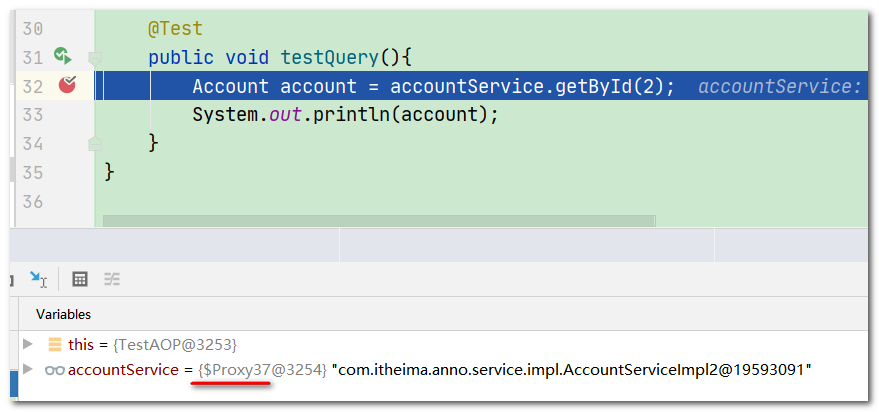 30 @Test
31 public void testQuery(){
32 Account account = accountService.getById(2); accountService:
33 System.out.println(account);
34 }
35 }
36
Variables
this = {TestAOP@3253}
accountService = {$Proxy37@3254} "com.itheima.anno.service.impl.AccountServiceImpl2@19593091"